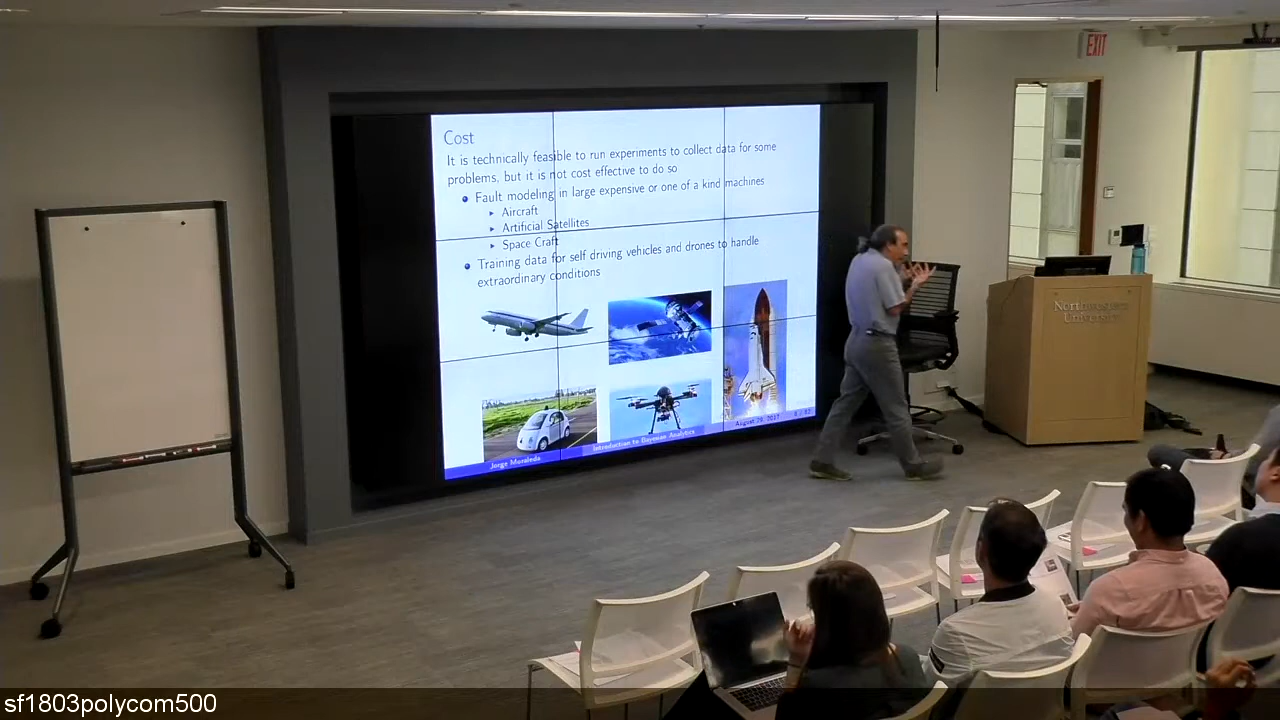 EXIT
Cost
It is technically feasible to run experiments to collect data for some
problems, but it is not cost effective to do so
Fault modeling in large expensive or one of a kind machines
Aircraft
Artificial Satellites
Space Craft
Training data for self driving vehicles and drones to handle
extraordinary conditions
Jorge Moraleda
Introduction to Bayesian Analytics
August 29, 2017
Northwestern
University
sf1803polycom500